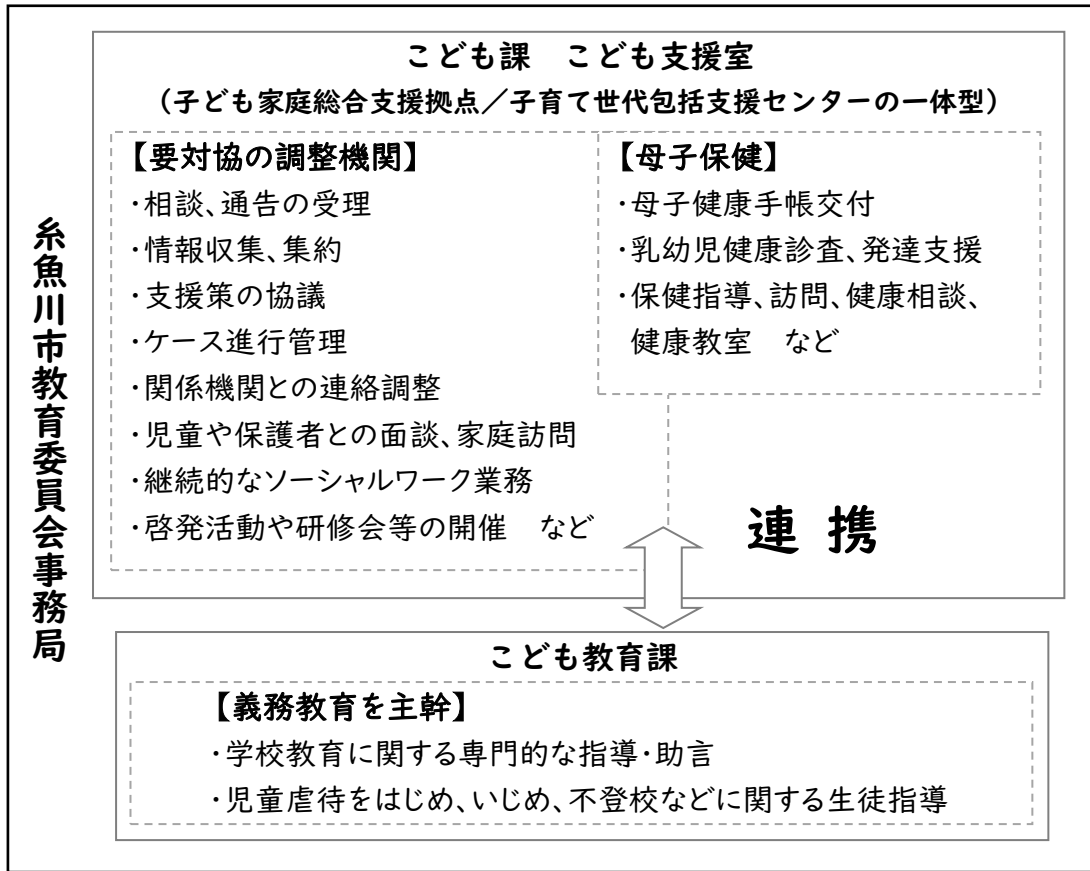 糸魚川市教育委員会事務局
こども課　こども支援室
(子ども家庭総合支援拠点／子育て世代包括支援センターの一体型)
【要対協の調整機関】
・相談、通告の受理
・情報収集、集約
・支援策の協議
・ケース進行管理
・関係機関との連絡調整
・児童や保護者との面談、家庭訪問
・継続的なソーシャルワーク業務
・啓発活動や研修会等の開催　など
【母子保健】
・母子健康手帳交付
・乳幼児健康診査、発達支援
・保健指導、訪問、健康相談、
健康教室　など
連 携
こども教育課
【義務教育を主幹】
・学校教育に関する専門的な指導・助言
・児童虐待をはじめ、いじめ、不登校などに関する生徒指導